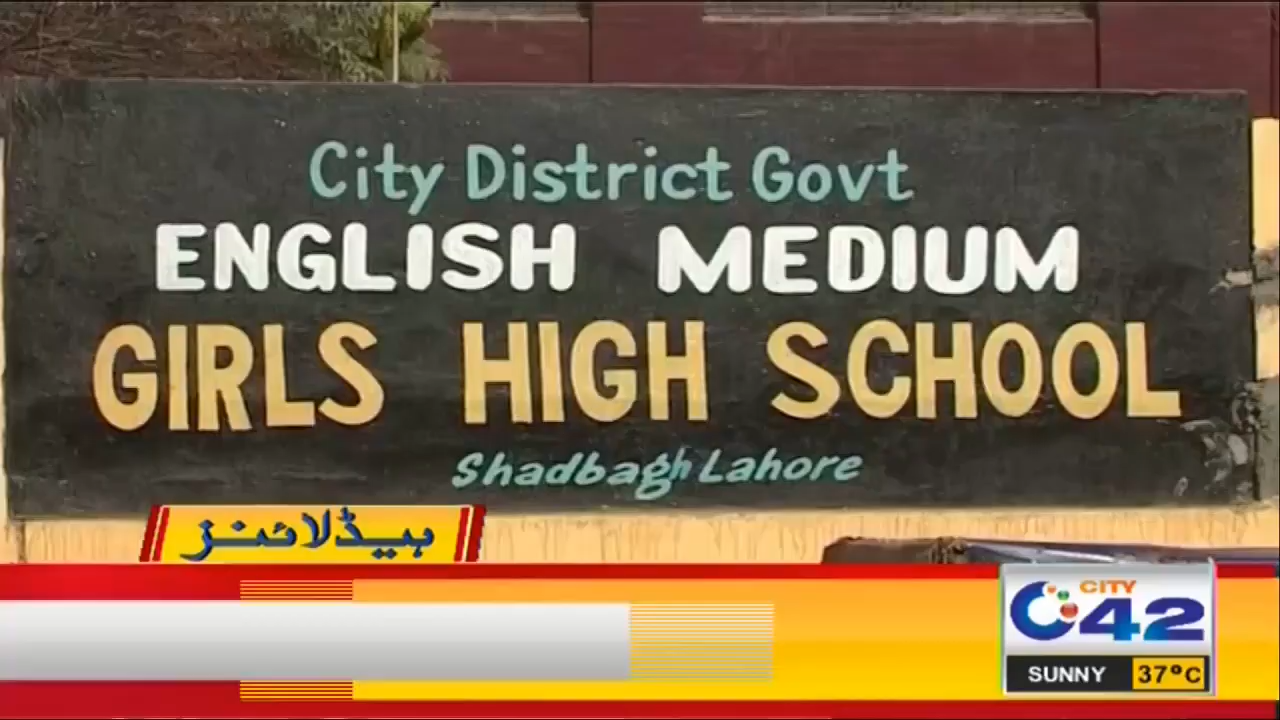 City District Govt
ENGLISH MEDIUM
GIRLS HIGH SCHOOL
Shadbagh Lahore
ہیڈلائنز
CITY
42
SUNNY 37°C